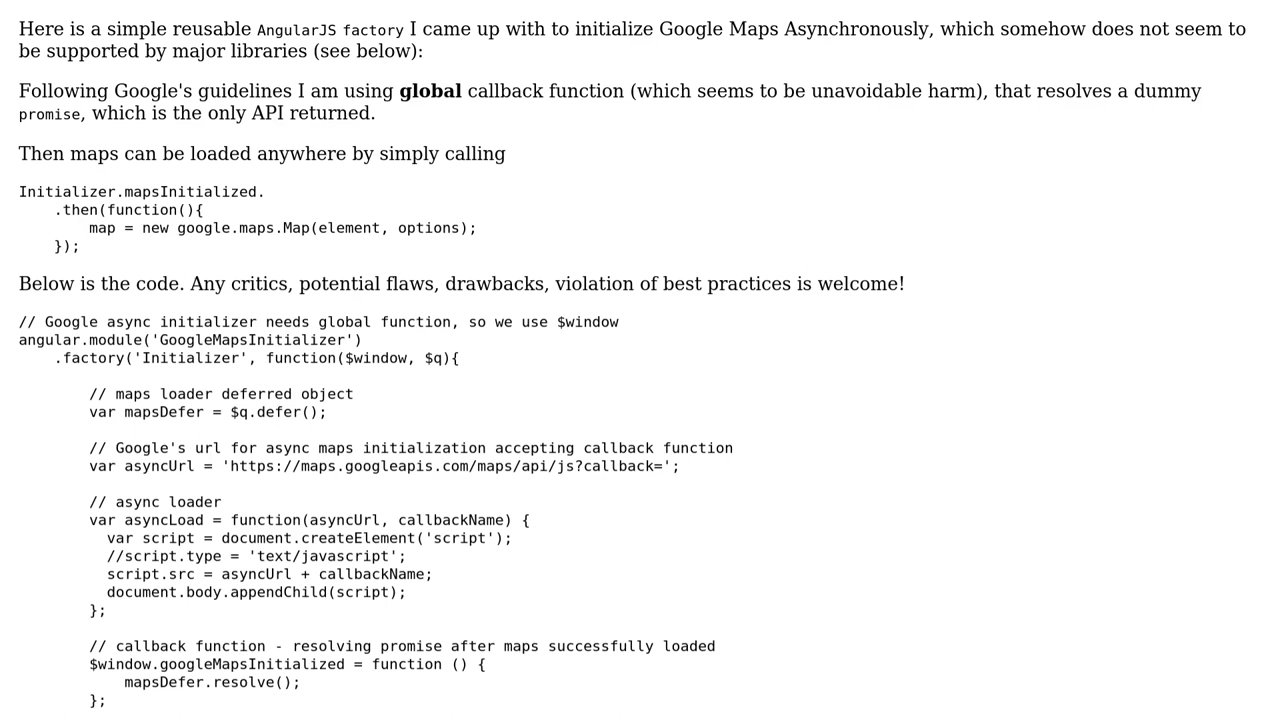 Here is a simple reusable AngularJS factory I came up with to initialize Google Maps Asynchronously, which somehow does not seem to
be supported by major libraries (see below):
Following Google's guidelines I am using global callback function (which seems to be unavoidable harm), that resolves a dummy
promise, which is the only API returned.
Then maps can be loaded anywhere by simply calling
Initializer.mapsInitialized.
    .then(function(){
        map = new google.maps.Map(element, options);
    });
Below is the code. Any critics, potential flaws, drawbacks, violation of best practices is welcome!
// Google async initializer needs global function, so we use $window
angular.module('GoogleMapsInitializer')
    .factory('Initializer', function($window, $q){
        // maps loader deferred object
        var mapsDefer = $q.defer();
        // Google's url for async maps initialization accepting callback function
        var asyncUrl = 'https://maps.googleapis.com/maps/api/js?callback=';
        // async loader
        var asyncLoad = function(asyncUrl, callbackName) {
          var script = document.createElement('script');
          //script.type = 'text/javascript';
          script.src = asyncUrl + callbackName;
          document.body.appendChild(script);
        };
        // callback function - resolving promise after maps successfully loaded
        $window.googleMapsInitialized = function () {
            mapsDefer.resolve();
        };